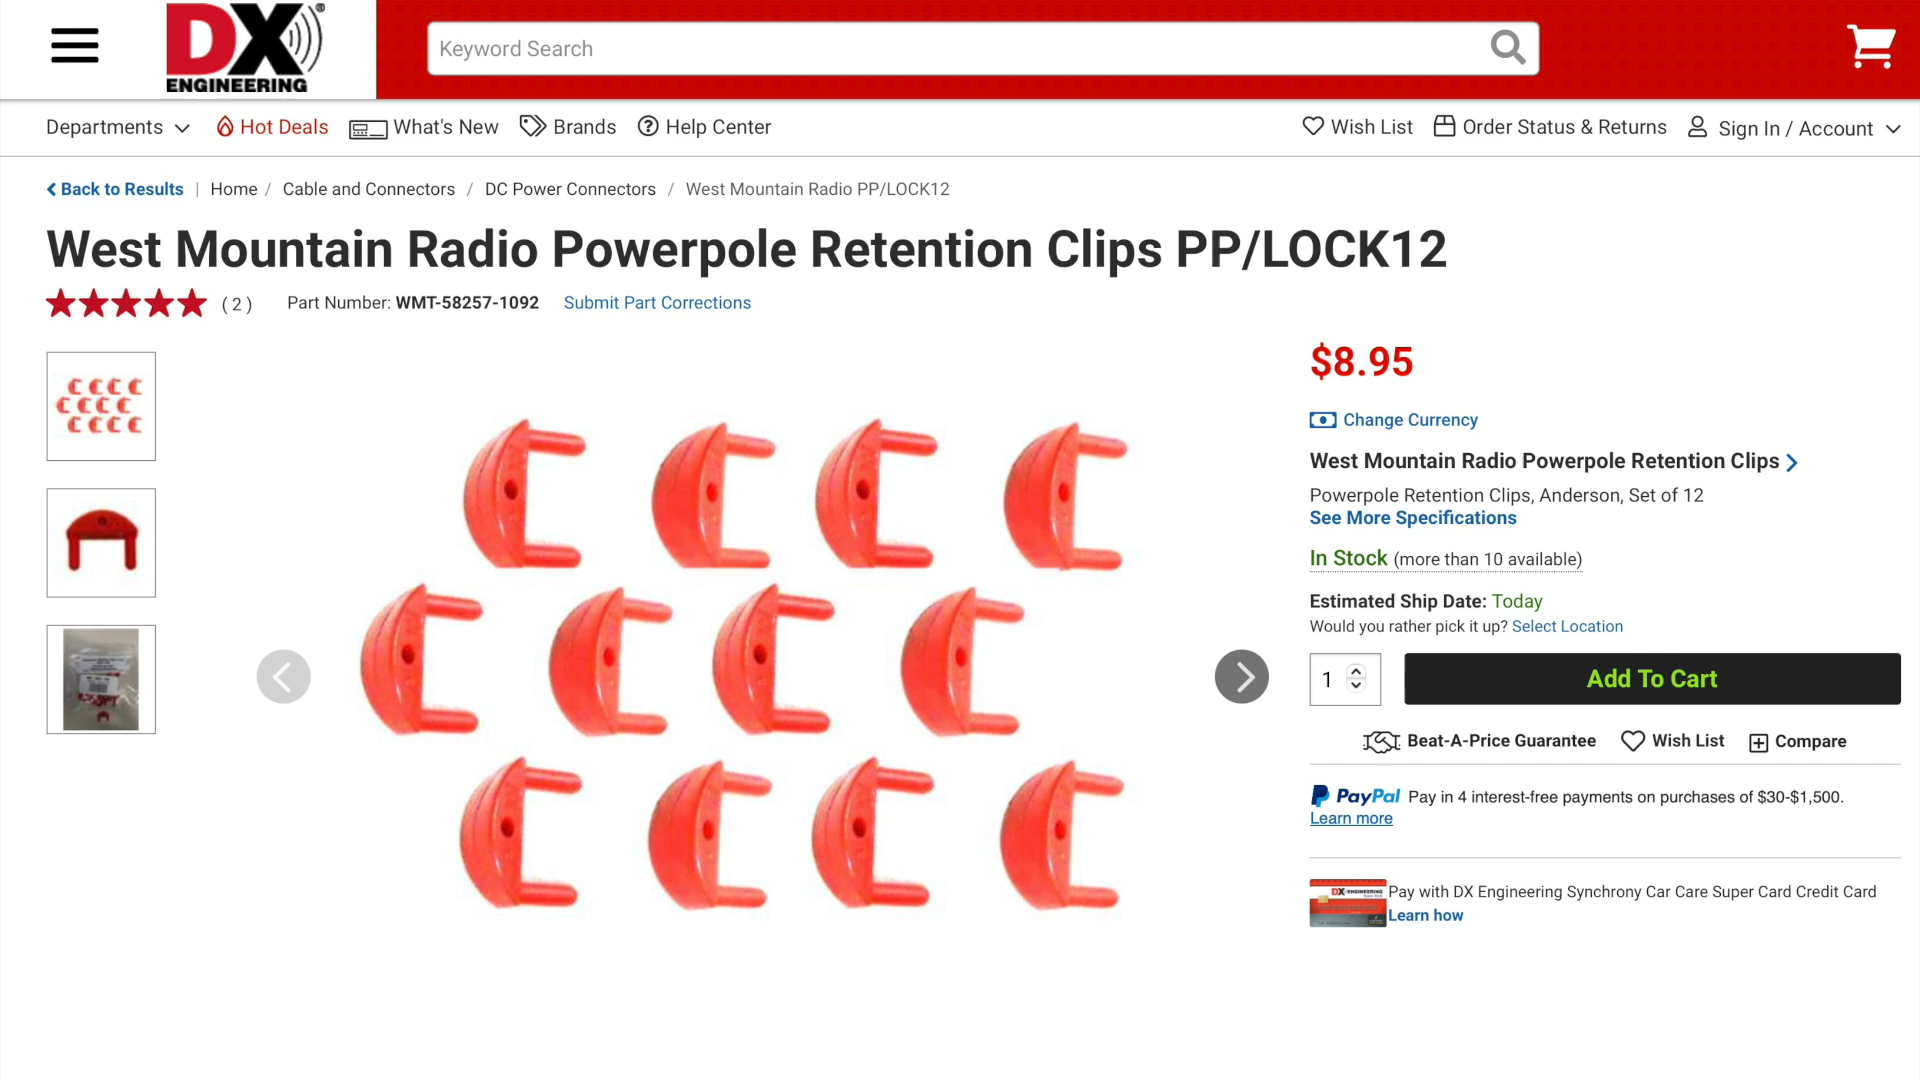 DX
ENGINEERING
Keyword Search
Departments
Hot Deals
What's New
Brands
Help Center
Wish List
Order Status & Returns
Sign In / Account
Back to Results | Home / Cable and Connectors / DC Power Connectors / West Mountain Radio PP/LOCK12
West Mountain Radio Powerpole Retention Clips PP/LOCK12
( 2 )
Part Number: WMT-58257-1092
Submit Part Corrections
$8.95
Change Currency
West Mountain Radio Powerpole Retention Clips
Powerpole Retention Clips, Anderson, Set of 12
See More Specifications
In Stock (more than 10 available)
Estimated Ship Date: Today
Would you rather pick it up? Select Location
1
Add To Cart
Beat-A-Price Guarantee
Wish List
Compare
PayPal Pay in 4 interest-free payments on purchases of $30-$1,500.
Learn more
DX ENGINEERING
Pay with DX Engineering Synchrony Car Care Super Card Credit Card
Learn how